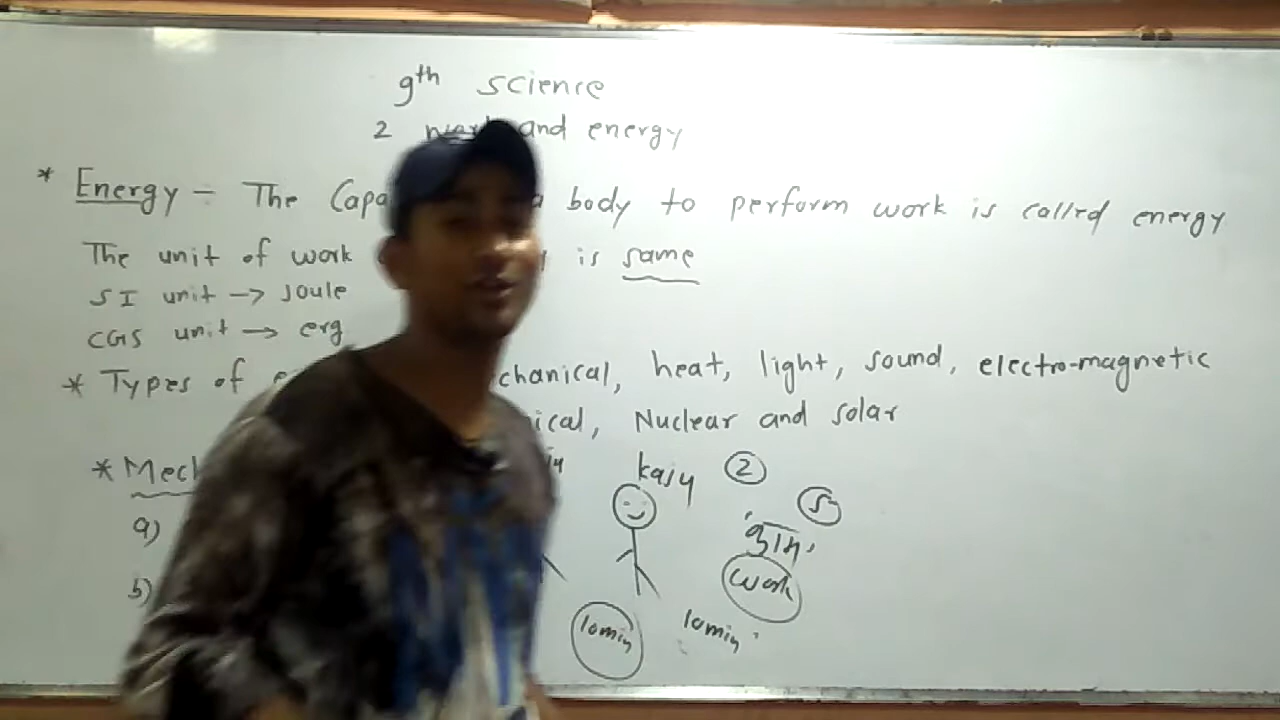 9th science
2 work and energy
* Energy - The Capa a body to perform work is called energy
The unit of work is same
SI unit → Joule
CGS unit → erg
* Types of chanical, heat, light, sound, electro-magnetic
ical, Nuclear and solar
* Mech
kajy 2
5
काम
work
a)
b)
10min 10min